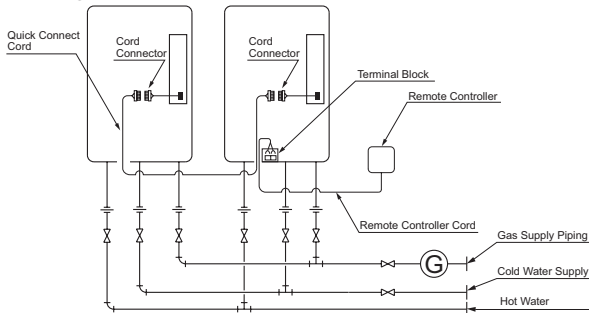 Quick Connect
Cord
Cord
Connector
Cord
Connector
Terminal Block
Remote Controller
Remote Controller Cord
Gas Supply Piping
G
Cold Water Supply
Hot Water